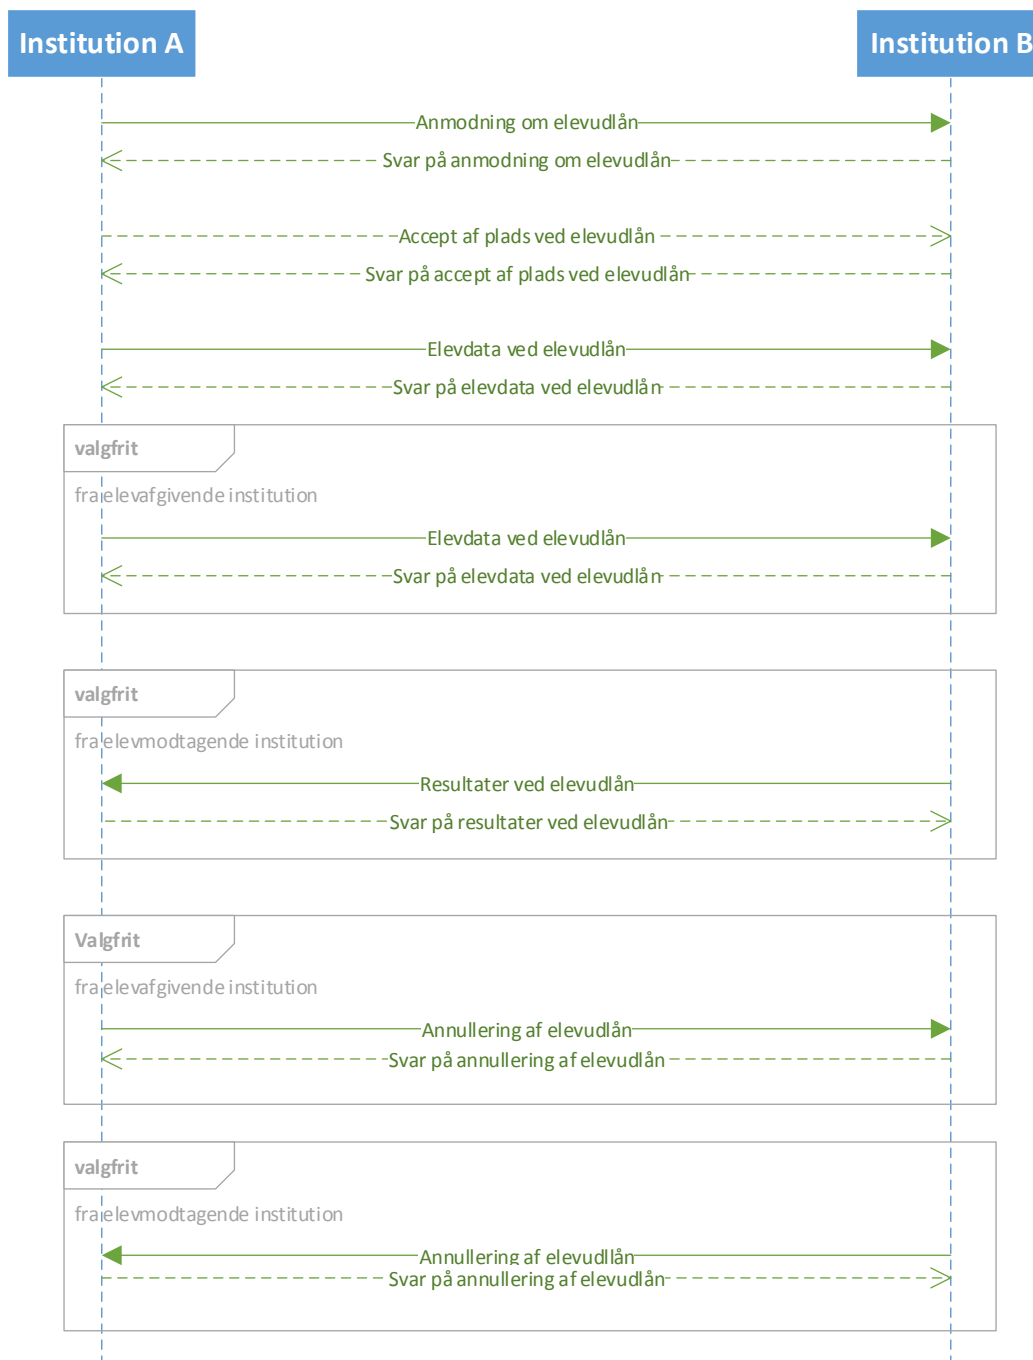 Institution A
Institution B
Anmodning om elevudlån
Svar på anmodning om elevudlån
Accept af plads ved elevudlån
Svar på accept af plads ved elevudlån
Elevdata ved elevudlån
Svar på elevdata ved elevudlån
valgfrit
fra elevafgivende institution
Elevdata ved elevudlån
Svar på elevdata ved elevudlån
valgfrit
fra elevmodtagende institution
Resultater ved elevudlån
Svar på resultater ved elevudlån
Valgfrit
fra elevafgivende institution
Annullering af elevudlån
Svar på annullering af elevudlån
valgfrit
fra elevmodtagende institution
Annullering af elevudllån
Svar på annullering af elevudlån